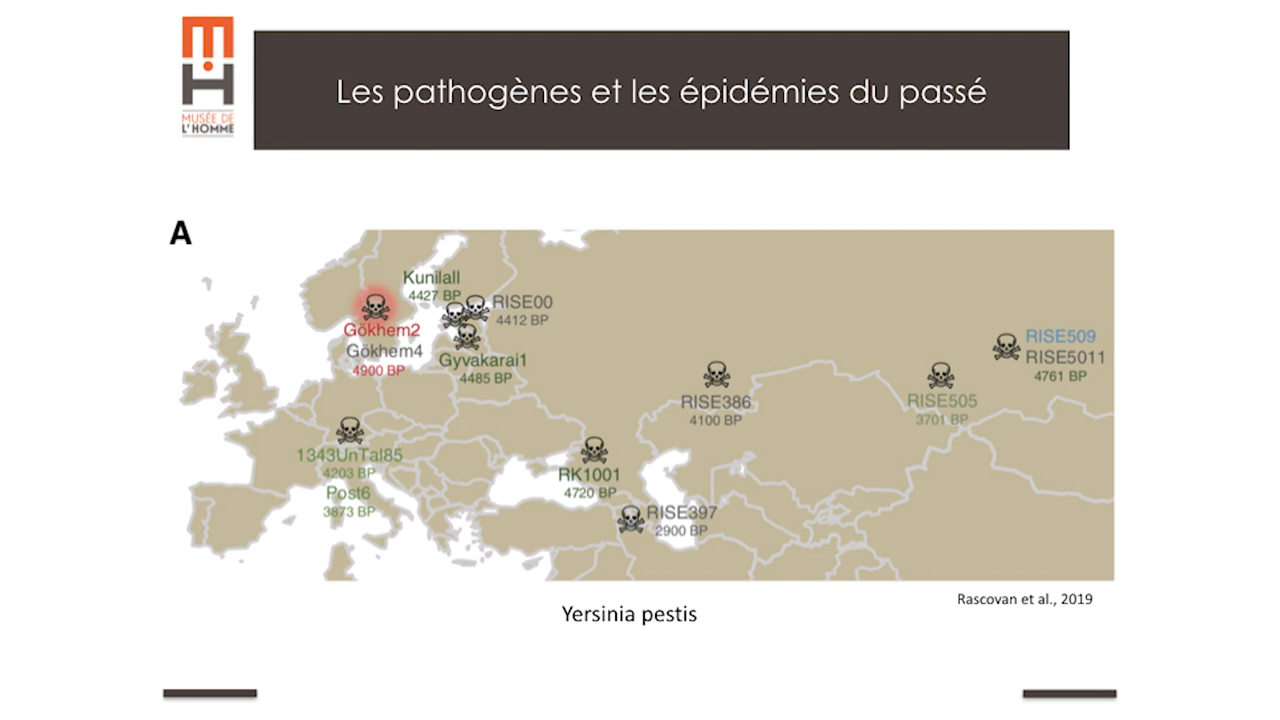 MUSÉE DE
L'HOMME
Les pathogènes et les épidémies du passé
A
Kunilall
4427 BP
RISE00
4412 BP
Gökhem2
Gökhem4
4900 BP
Gyvakarai1
4485 BP
RISE509
RISE5011
4761 BP
RISE386
4100 BP
RISE505
3701 BP
1343UnTal85
4203 BP
Post6
3873 BP
RK1001
4720 BP
RISE397
2900 BP
Rascovan et al., 2019
Yersinia pestis